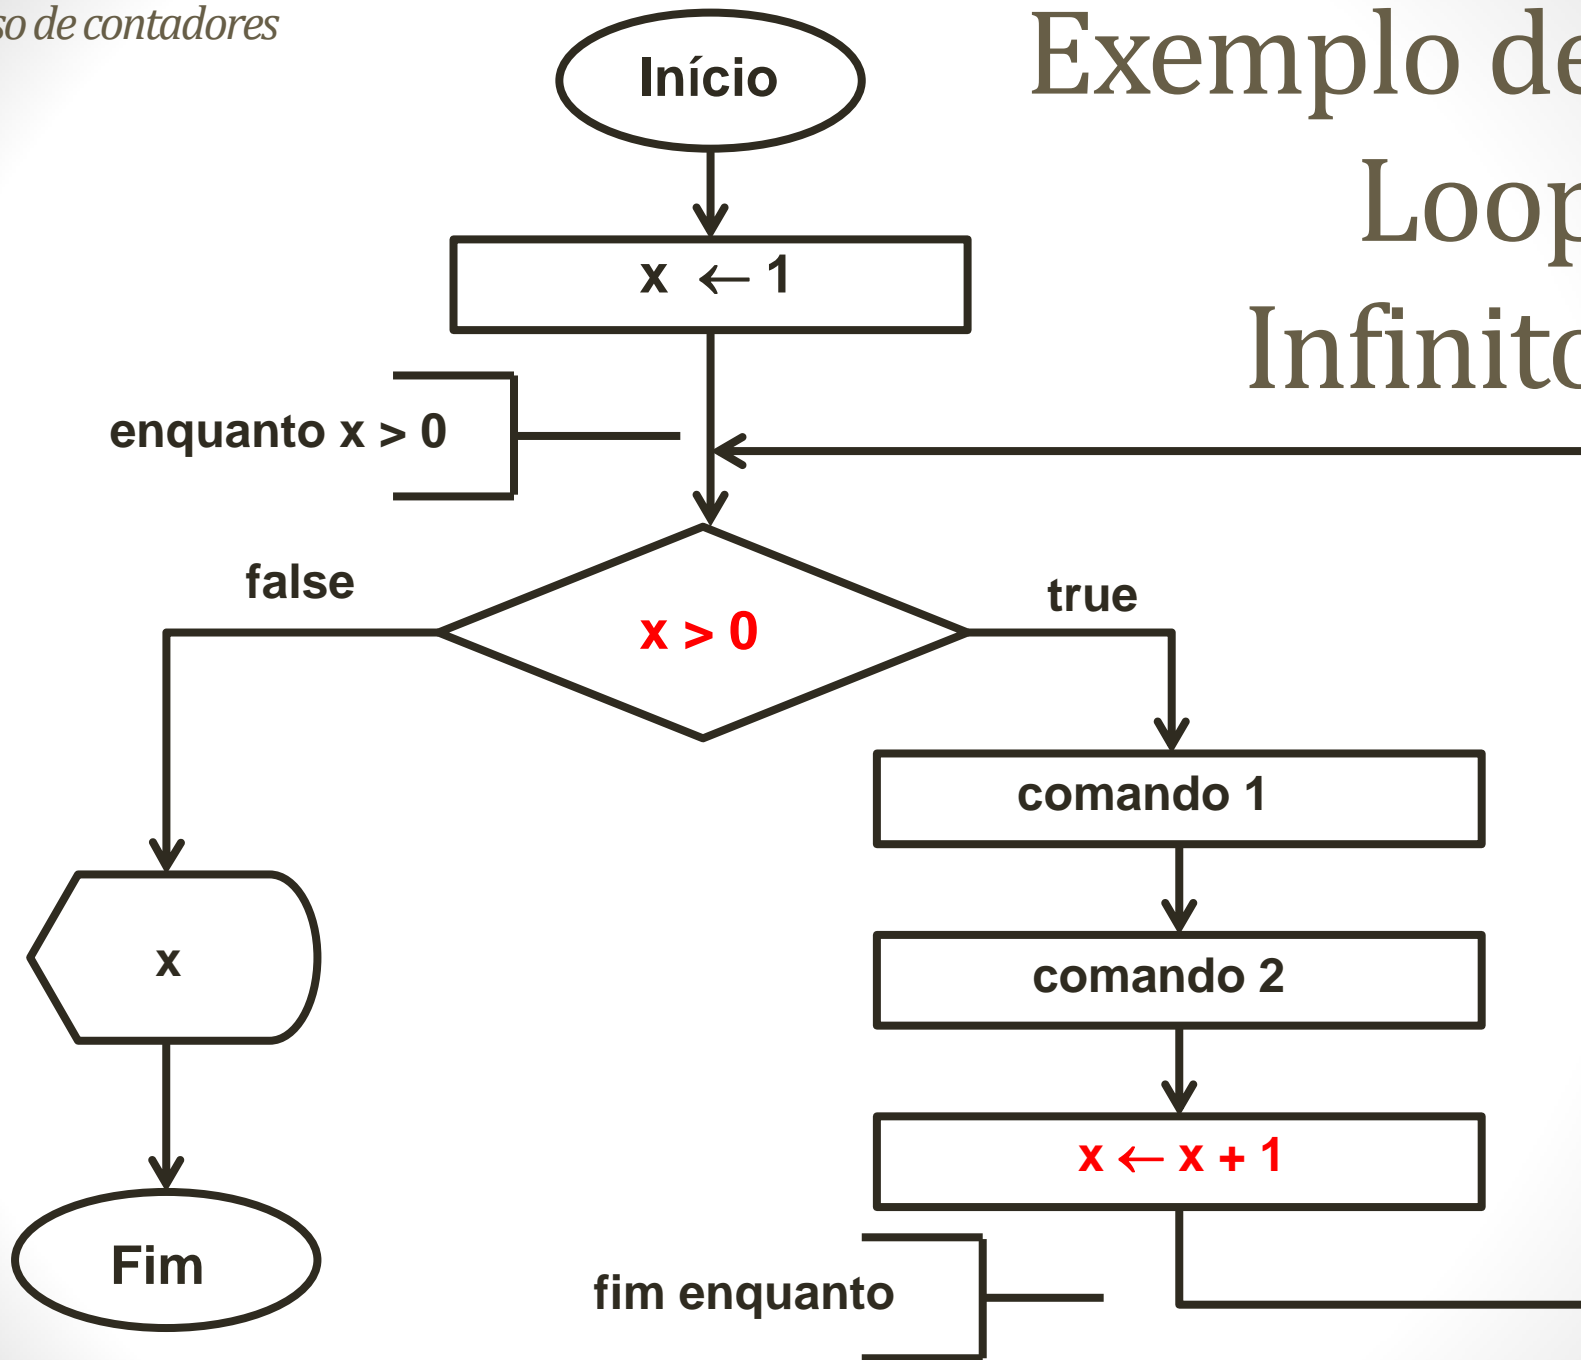 so de contadores
Exemplo de
Loop
Infinito
Início
x ← 1
enquanto x > 0
false
true
x > 0
comando 1
comando 2
x
x ← x + 1
Fim
fim enquanto